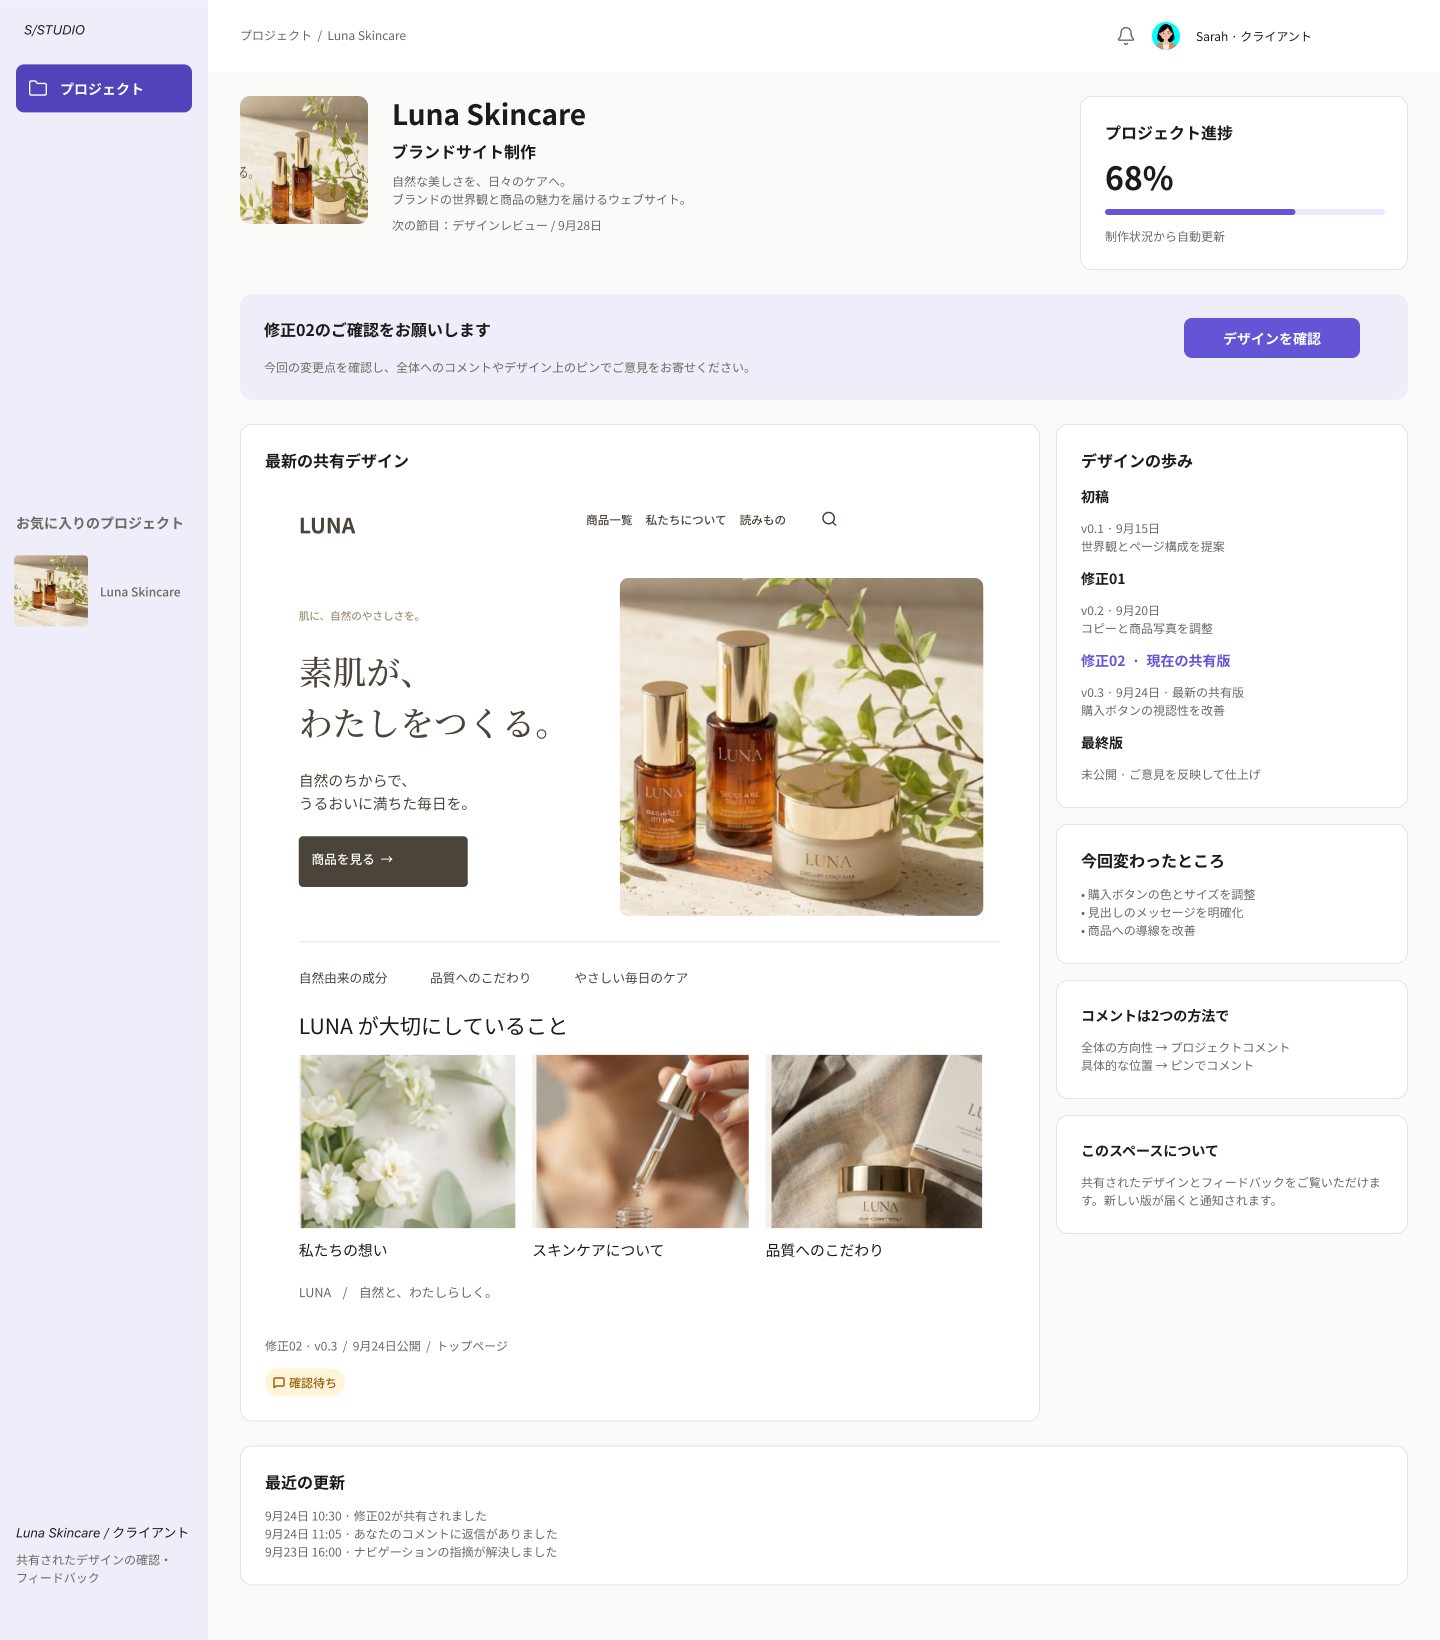 S/STUDIO
プロジェクト
お気に入りのプロジェクト
る。
Luna Skincare
Luna Skincare / クライアント
共有されたデザインの確認・
フィードバック
プロジェクト / Luna Skincare
Sarah · クライアント
る。
Luna Skincare
ブランドサイト制作
自然な美しさを、日々のケアへ。
ブランドの世界観と商品の魅力を届けるウェブサイト。
次の節目：デザインレビュー / 9月28日
プロジェクト進捗
68%
制作状況から自動更新
修正02のご確認をお願いします
今回の変更点を確認し、全体へのコメントやデザイン上のピンでご意見をお寄せください。
デザインを確認
最新の共有デザイン
LUNA
商品一覧 私たちについて 読みもの
肌に、自然のやさしさを。
素肌が、
わたしをつくる。
自然のちからで、
うるおいに満ちた毎日を。
商品を見る →
LUNA
LUNA
LUNA
自然由来の成分 品質へのこだわり やさしい毎日のケア
LUNA が大切にしていること
LUNA
私たちの想い
スキンケアについて
品質へのこだわり
LUNA / 自然と、わたしらしく。
修正02 · v0.3 / 9月24日公開 / トップページ
確認待ち
デザインの歩み
初稿
v0.1 · 9月15日
世界観とページ構成を提案
修正01
v0.2 · 9月20日
コピーと商品写真を調整
修正02 · 現在の共有版
v0.3 · 9月24日 · 最新の共有版
購入ボタンの視認性を改善
最終版
未公開 · ご意見を反映して仕上げ
今回変わったところ
• 購入ボタンの色とサイズを調整
• 見出しのメッセージを明確化
• 商品への導線を改善
コメントは2つの方法で
全体の方向性 → プロジェクトコメント
具体的な位置 → ピンでコメント
このスペースについて
共有されたデザインとフィードバックをご覧いただけま
す。新しい版が届くと通知されます。
最近の更新
9月24日 10:30 · 修正02が共有されました
9月24日 11:05 · あなたのコメントに返信がありました
9月23日 16:00 · ナビゲーションの指摘が解決しました